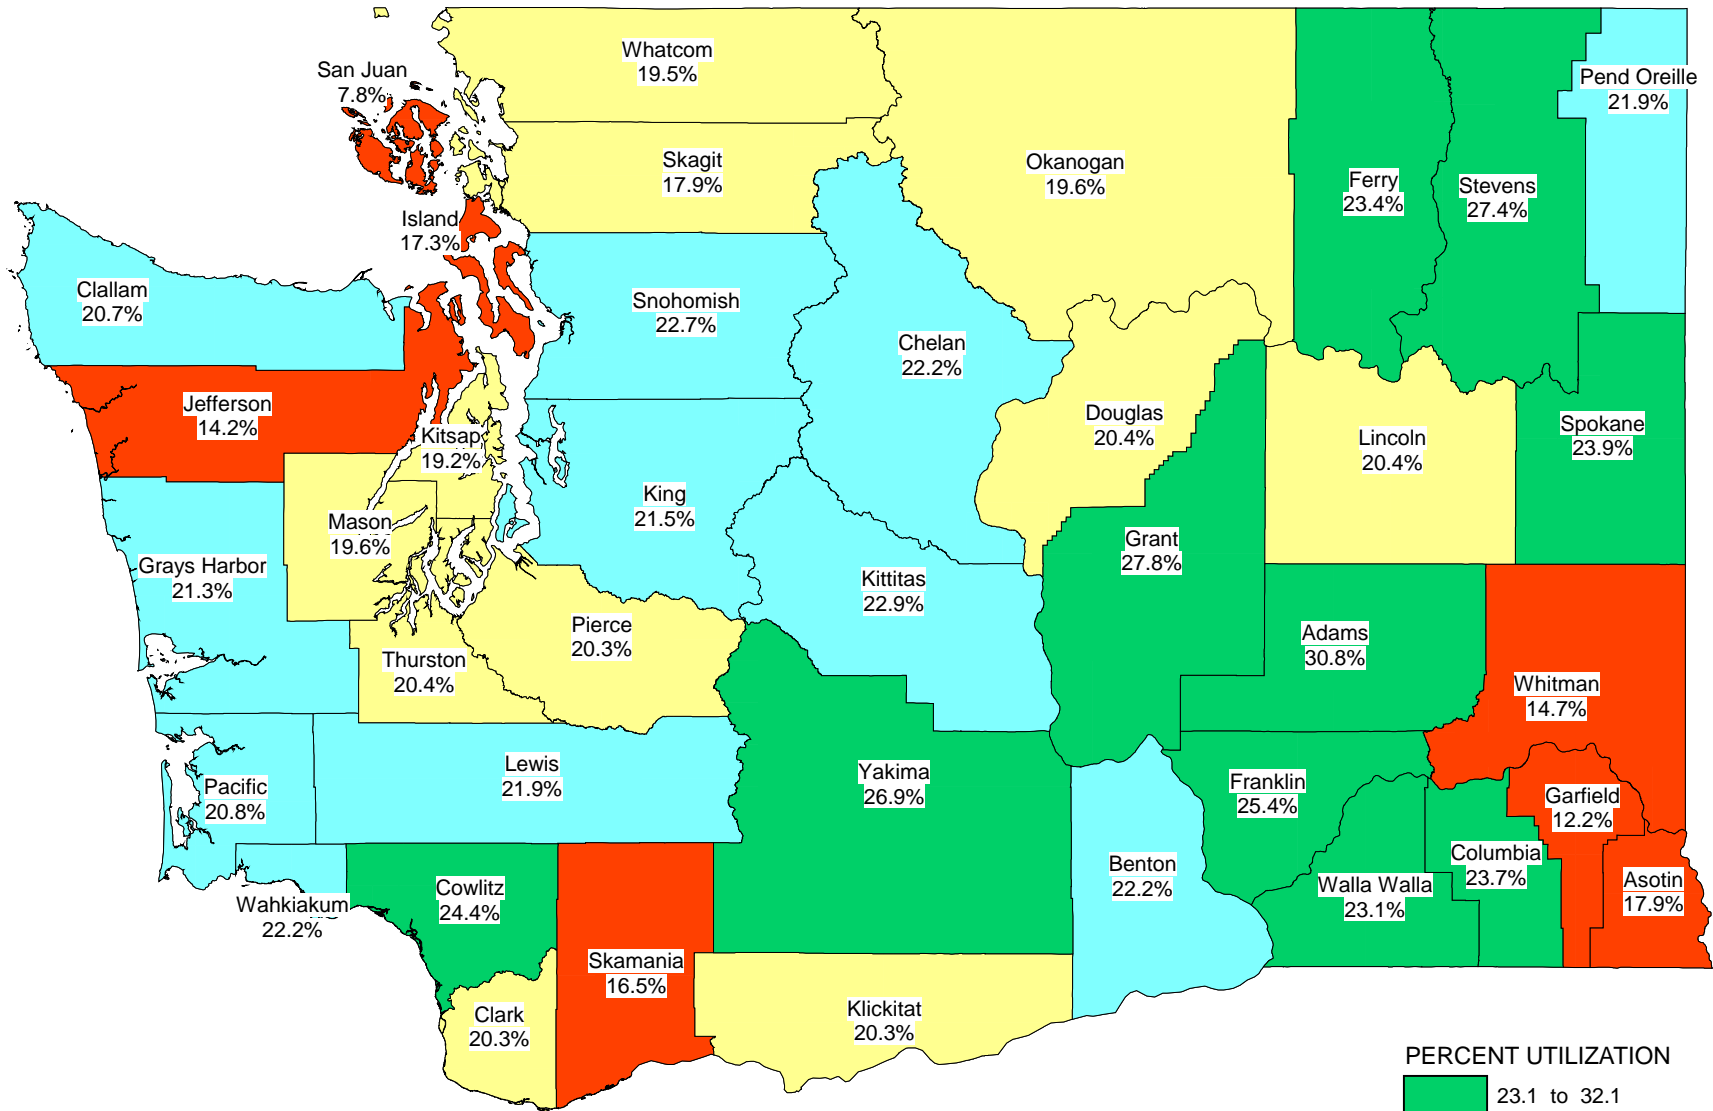 Whatcom
19.5%
San Juan
7.8%
Pend Oreille
21.9%
Skagit
17.9%
Okanogan
19.6%
Ferry
23.4%
Stevens
27.4%
Island
17.3%
Clallam
20.7%
Snohomish
22.7%
Chelan
22.2%
Jefferson
14.2%
Kitsap
19.2%
Douglas
20.4%
Lincoln
20.4%
Spokane
23.9%
King
21.5%
Mason
19.6%
Grant
27.8%
Grays Harbor
21.3%
Kittitas
22.9%
Pierce
20.3%
Adams
30.8%
Thurston
20.4%
Whitman
14.7%
Lewis
21.9%
Yakima
26.9%
Pacific
20.8%
Franklin
25.4%
Garfield
12.2%
Benton
22.2%
Columbia
23.7%
Walla Walla
23.1%
Asotin
17.9%
Cowlitz
24.4%
Wahkiakum
22.2%
Skamania
16.5%
Klickitat
20.3%
Clark
20.3%
PERCENT UTILIZATION
23.1 to 32.1